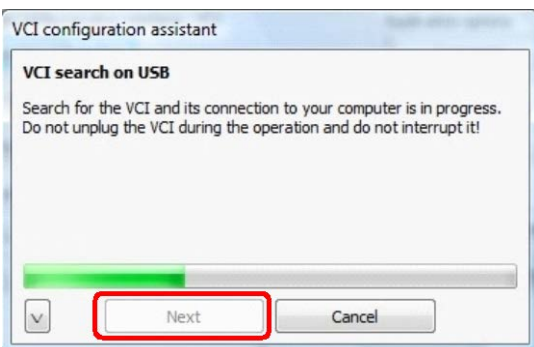 VCI configuration assistant
VCI search on USB
Search for the VCI and its connection to your computer is in progress.
Do not unplug the VCI during the operation and do not interrupt it!
Next
Cancel